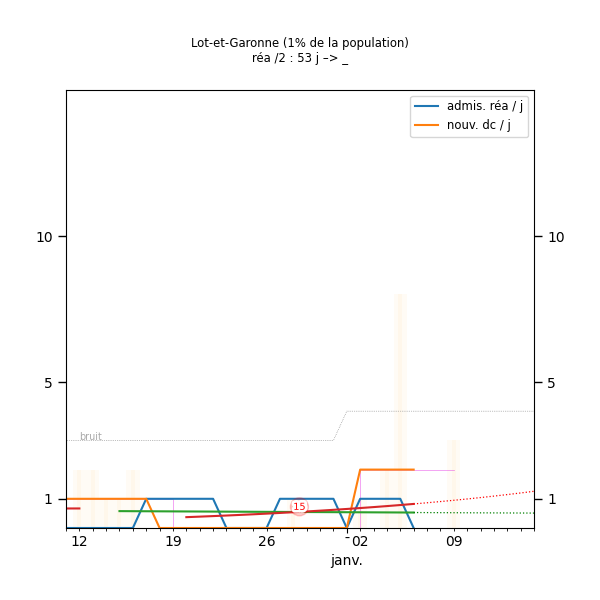 Lot-et-Garonne (1% de la population)
réa /2 : 53 j −> _
admis. réa / j
nouv. dc / j
10
10
5
5
bruit
1
1
15
12
19
26
02
09
janv.